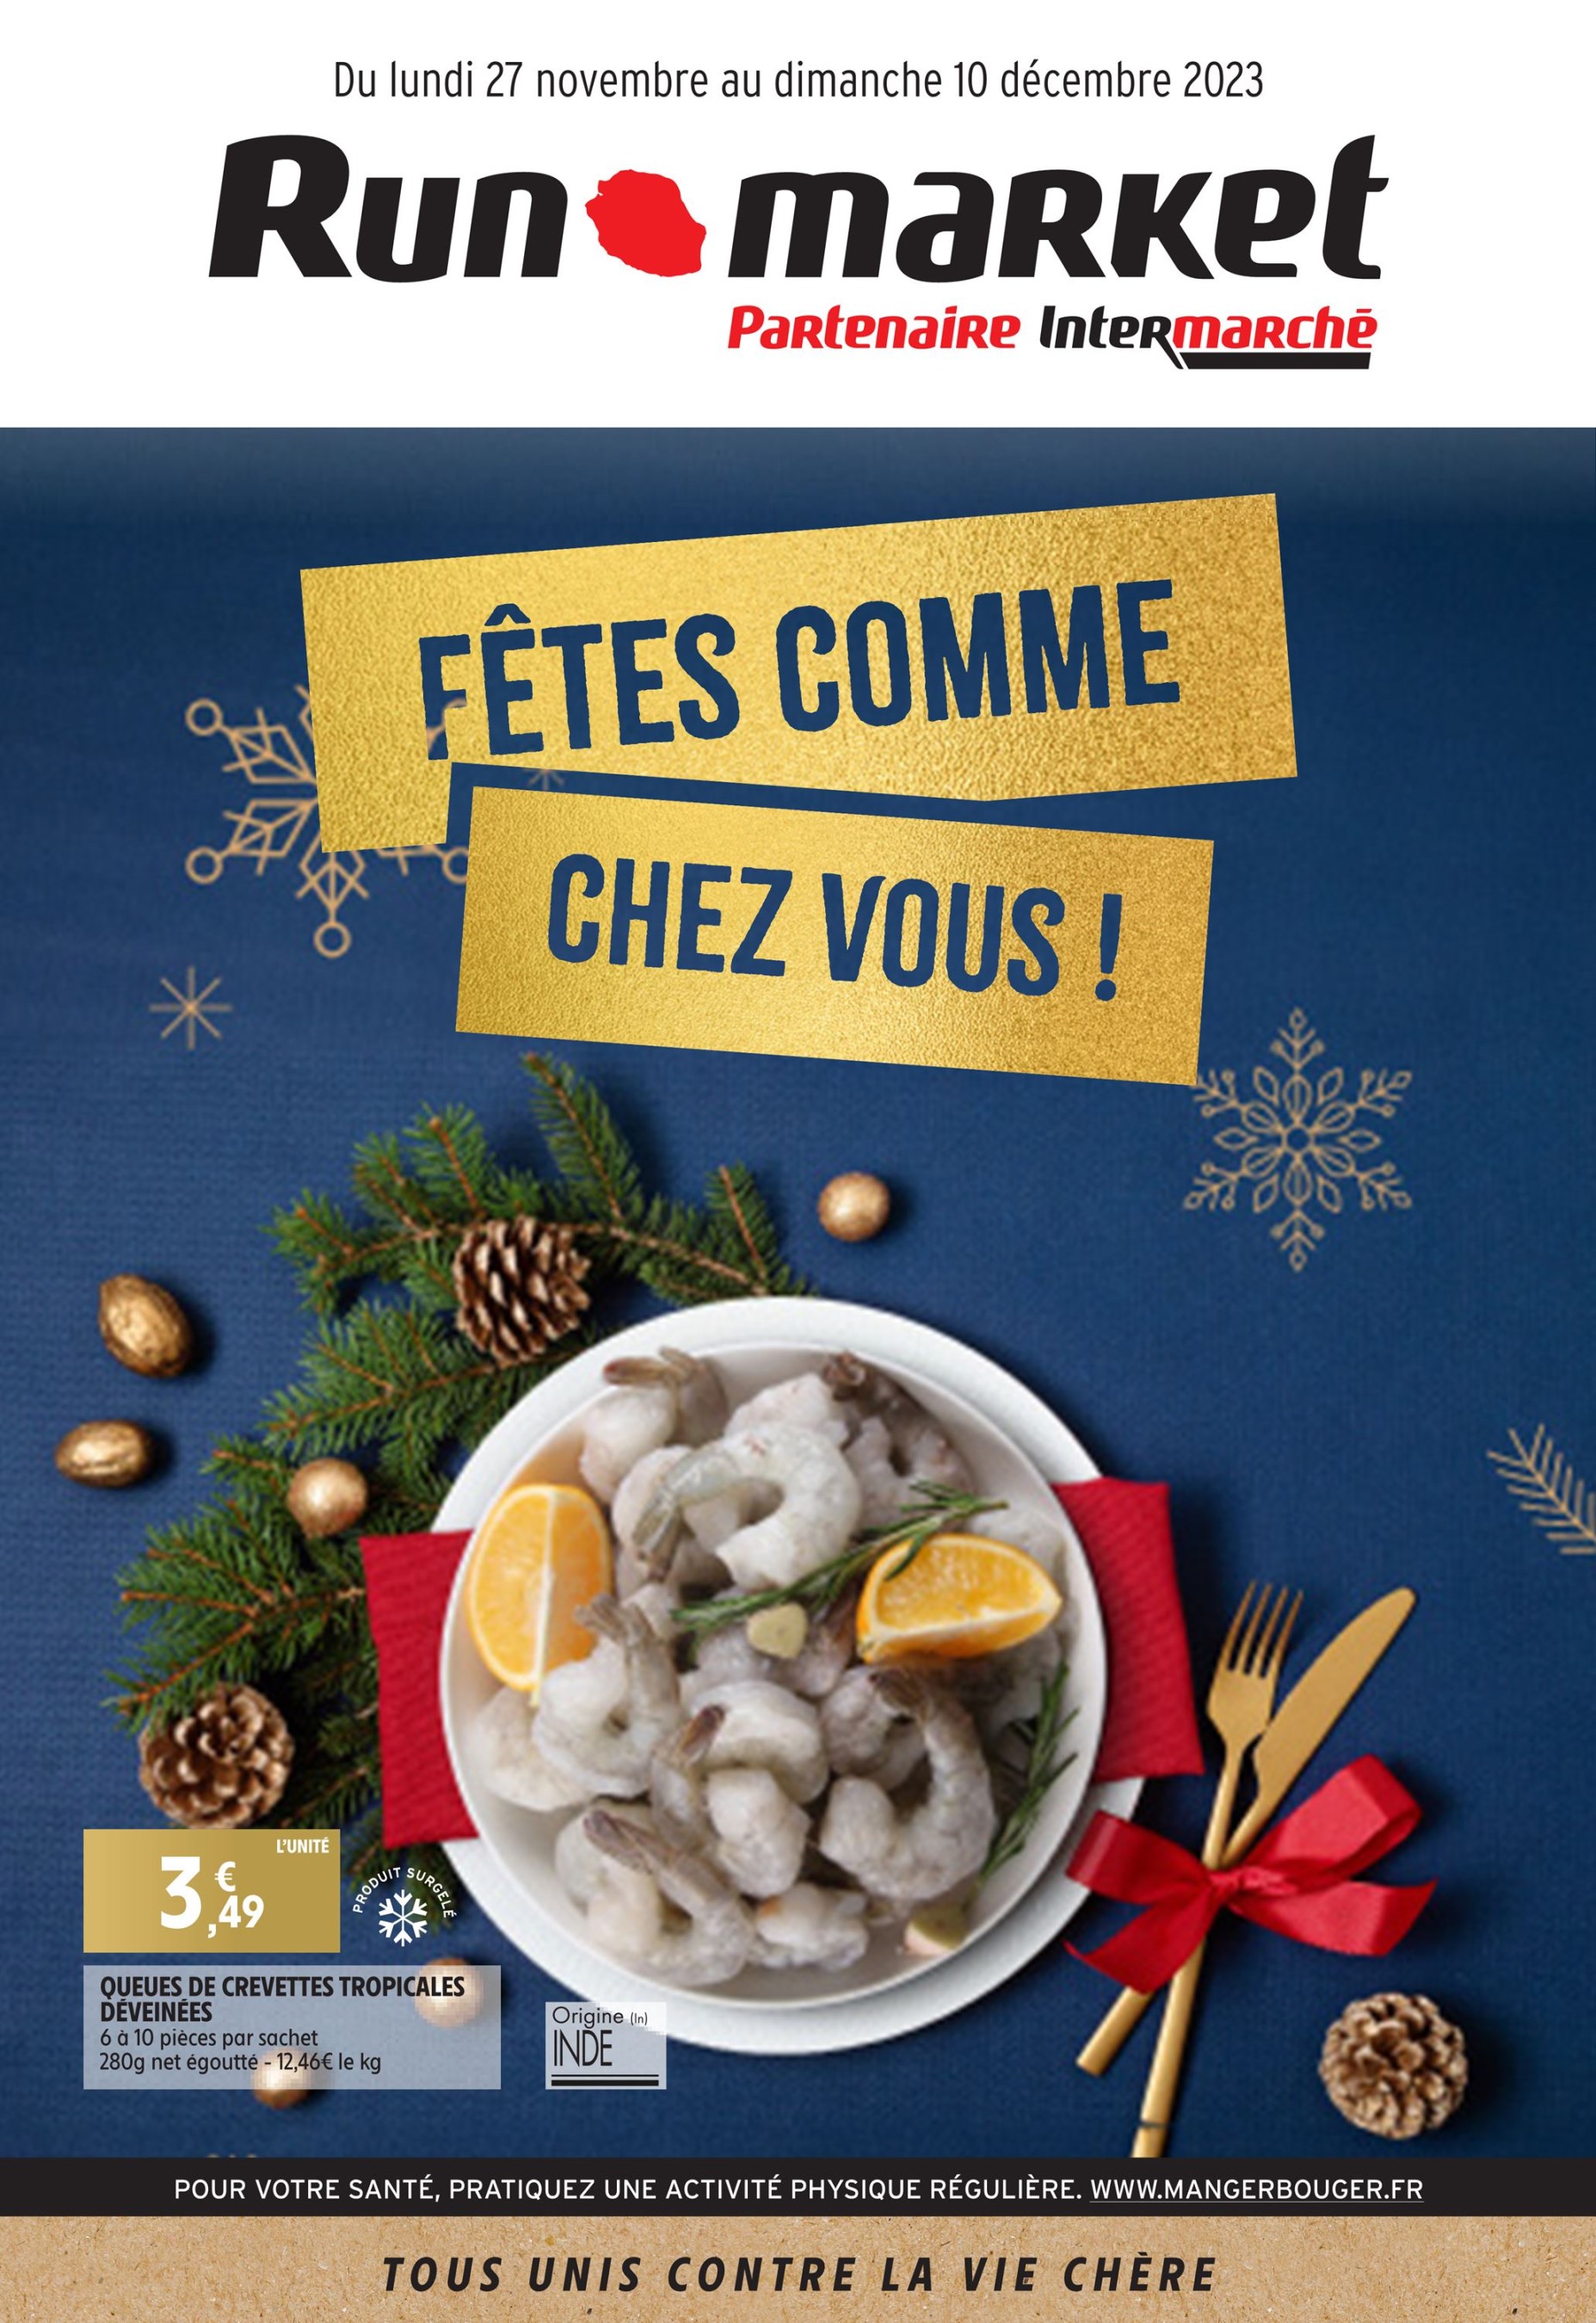 Du lundi 27 novembre au dimanche 10 décembre 2023
Run market
Partenaire Intermarché
FÊTES COMME
CHEZ VOUS !
L'UNITÉ
3€,49
PRODUIT SURGELÉ
QUEUES DE CREVETTES TROPICALES
DÉVEINÉES
6 à 10 pièces par sachet
280g net égoutté - 12,46€ le kg
Origine (In)
INDE
POUR VOTRE SANTÉ, PRATIQUEZ UNE ACTIVITÉ PHYSIQUE RÉGULIÈRE. WWW.MANGERBOUGER.FR
TOUS UNIS CONTRE LA VIE CHÈRE